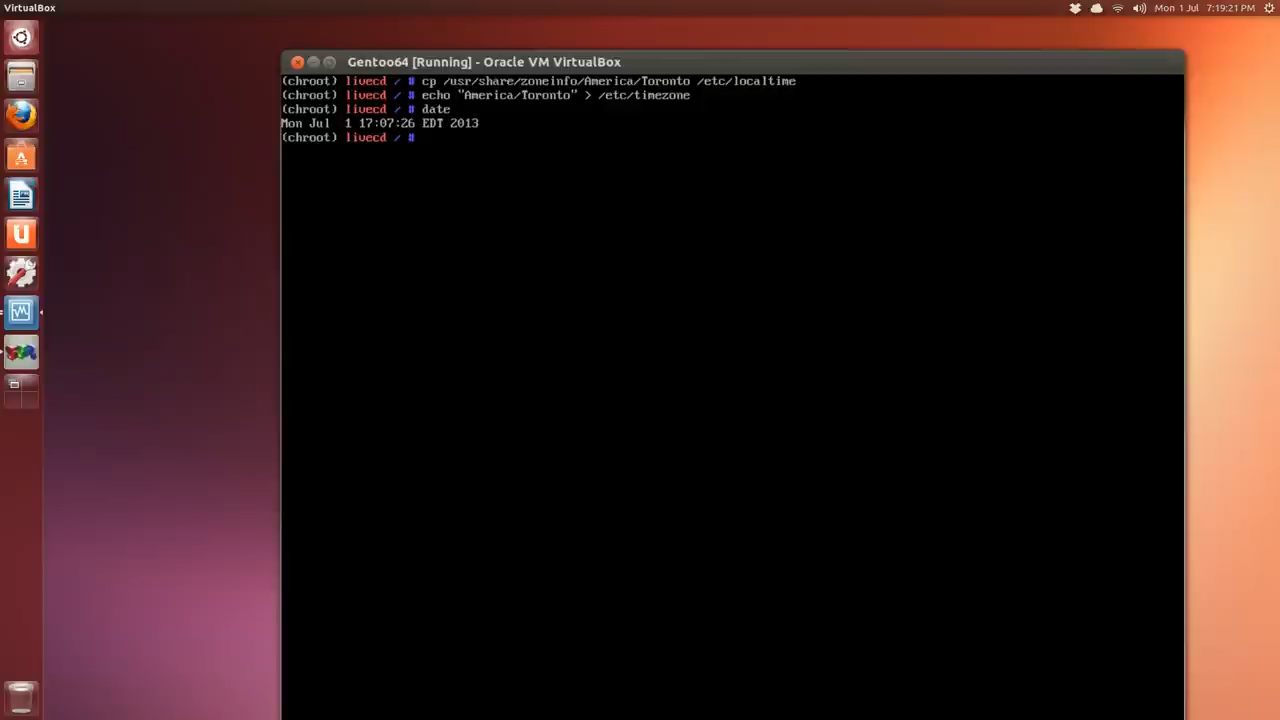 VirtualBox
Mon 1 Jul 7:19:21 PM
Gentoo64 [Running] - Oracle VM VirtualBox
(chroot) livecd / # cp /usr/share/zoneinfo/America/Toronto /etc/localtime
(chroot) livecd / # echo "America/Toronto" > /etc/timezone
(chroot) livecd / # date
Mon Jul  1 17:07:26 EDT 2013
(chroot) livecd / #